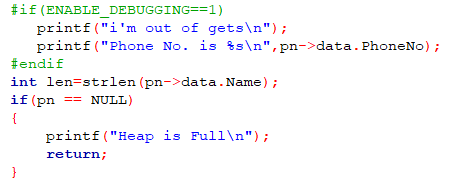 #if(ENABLE_DEBUGGING==1)
printf("i'm out of gets\n");
printf("Phone No. is %s\n",pn->data.PhoneNo);
#endif
int len=strlen(pn->data.Name);
if(pn == NULL)
{
printf("Heap is Full\n");
return;
}